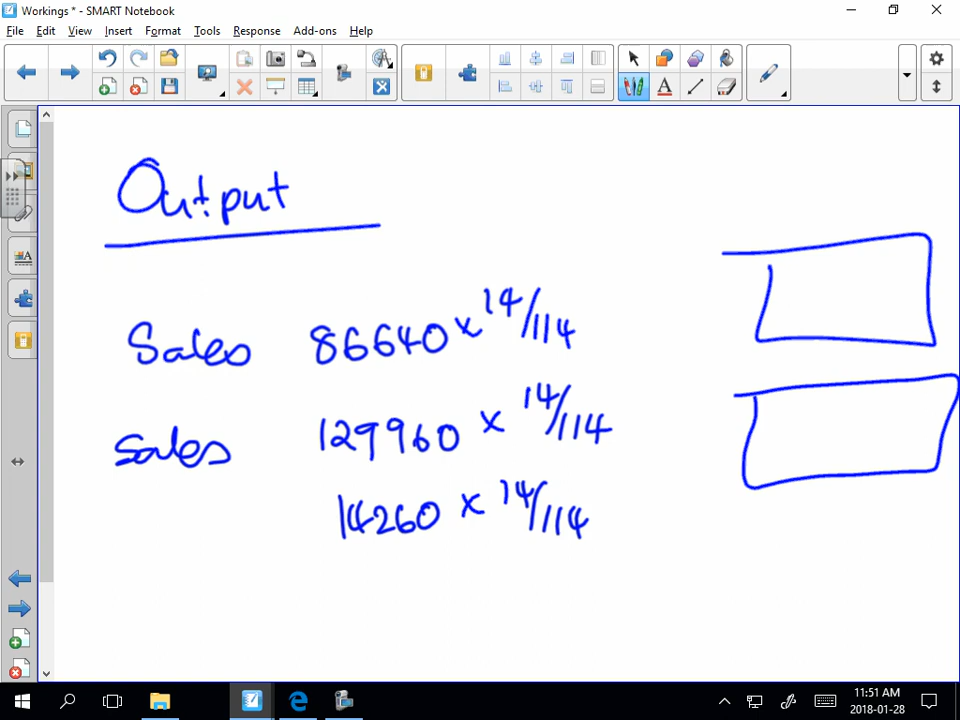 Workings * - SMART Notebook
File Edit View Insert Format Tools Response Add-ons Help
Output
Sales 86640 x 14/114
Sales 129960 x 14/114
14260 x 14/114
11:51 AM
2018-01-28